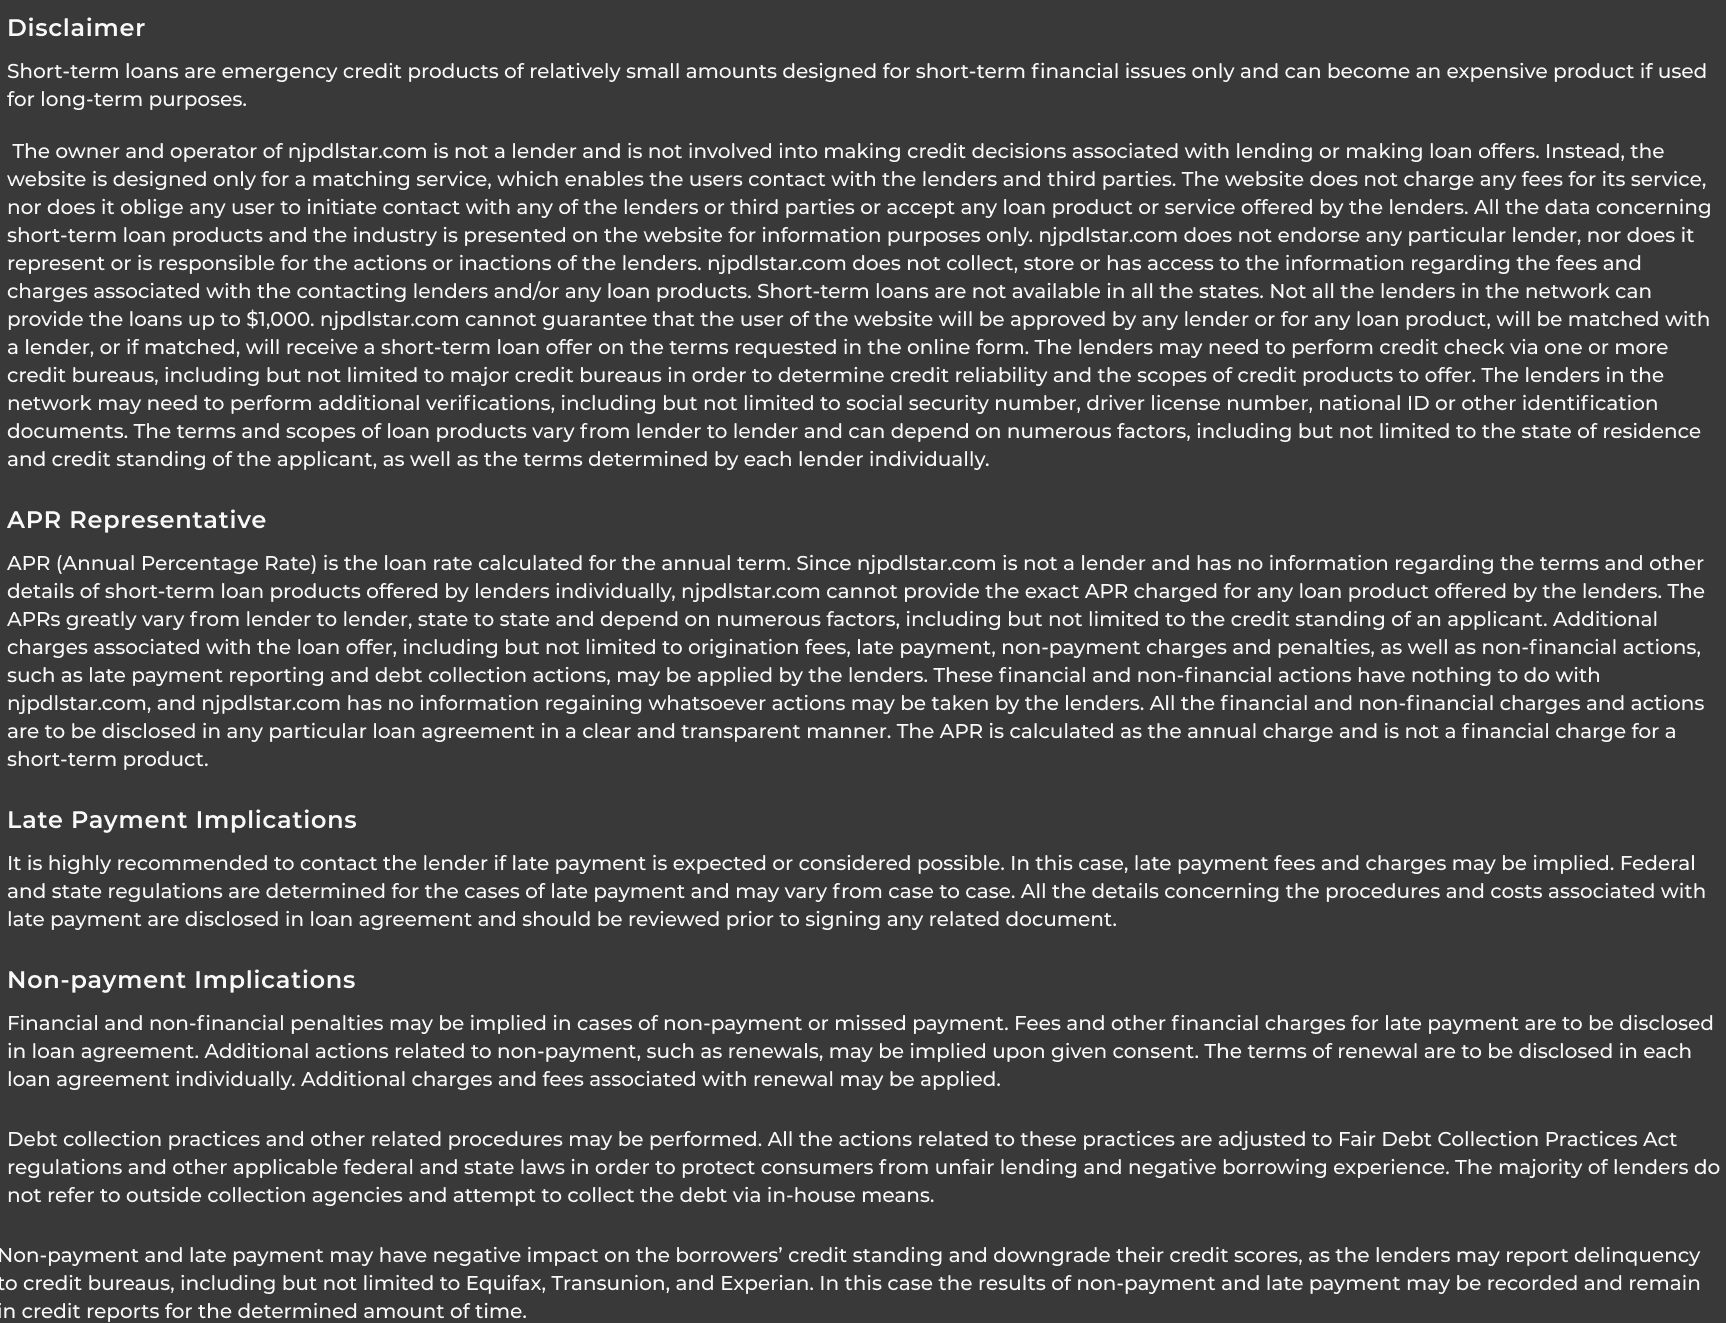 Disclaimer
Short-term loans are emergency credit products of relatively small amounts designed for short-term financial issues only and can become an expensive product if used
for long-term purposes.
The owner and operator of njpdlstar.com is not a lender and is not involved into making credit decisions associated with lending or making loan offers. Instead, the
website is designed only for a matching service, which enables the users contact with the lenders and third parties. The website does not charge any fees for its service,
nor does it oblige any user to initiate contact with any of the lenders or third parties or accept any loan product or service offered by the lenders. All the data concerning
short-term loan products and the industry is presented on the website for information purposes only. njpdlstar.com does not endorse any particular lender, nor does it
represent or is responsible for the actions or inactions of the lenders. njpdlstar.com does not collect, store or has access to the information regarding the fees and
charges associated with the contacting lenders and/or any loan products. Short-term loans are not available in all the states. Not all the lenders in the network can
provide the loans up to $1,000. njpdlstar.com cannot guarantee that the user of the website will be approved by any lender or for any loan product, will be matched with
a lender, or if matched, will receive a short-term loan offer on the terms requested in the online form. The lenders may need to perform credit check via one or more
credit bureaus, including but not limited to major credit bureaus in order to determine credit reliability and the scopes of credit products to offer. The lenders in the
network may need to perform additional verifications, including but not limited to social security number, driver license number, national ID or other identification
documents. The terms and scopes of loan products vary from lender to lender and can depend on numerous factors, including but not limited to the state of residence
and credit standing of the applicant, as well as the terms determined by each lender individually.
APR Representative
APR (Annual Percentage Rate) is the loan rate calculated for the annual term. Since njpdlstar.com is not a lender and has no information regarding the terms and other
details of short-term loan products offered by lenders individually, njpdlstar.com cannot provide the exact APR charged for any loan product offered by the lenders. The
APRs greatly vary from lender to lender, state to state and depend on numerous factors, including but not limited to the credit standing of an applicant. Additional
charges associated with the loan offer, including but not limited to origination fees, late payment, non-payment charges and penalties, as well as non-financial actions,
such as late payment reporting and debt collection actions, may be applied by the lenders. These financial and non-financial actions have nothing to do with
njpdlstar.com, and njpdlstar.com has no information regaining whatsoever actions may be taken by the lenders. All the financial and non-financial charges and actions
are to be disclosed in any particular loan agreement in a clear and transparent manner. The APR is calculated as the annual charge and is not a financial charge for a
short-term product.
Late Payment Implications
It is highly recommended to contact the lender if late payment is expected or considered possible. In this case, late payment fees and charges may be implied. Federal
and state regulations are determined for the cases of late payment and may vary from case to case. All the details concerning the procedures and costs associated with
late payment are disclosed in loan agreement and should be reviewed prior to signing any related document.
Non-payment Implications
Financial and non-financial penalties may be implied in cases of non-payment or missed payment. Fees and other financial charges for late payment are to be disclosed
in loan agreement. Additional actions related to non-payment, such as renewals, may be implied upon given consent. The terms of renewal are to be disclosed in each
loan agreement individually. Additional charges and fees associated with renewal may be applied.
Debt collection practices and other related procedures may be performed. All the actions related to these practices are adjusted to Fair Debt Collection Practices Act
regulations and other applicable federal and state laws in order to protect consumers from unfair lending and negative borrowing experience. The majority of lenders do
not refer to outside collection agencies and attempt to collect the debt via in-house means.
Non-payment and late payment may have negative impact on the borrowers’ credit standing and downgrade their credit scores, as the lenders may report delinquency
to credit bureaus, including but not limited to Equifax, Transunion, and Experian. In this case the results of non-payment and late payment may be recorded and remain
in credit reports for the determined amount of time.